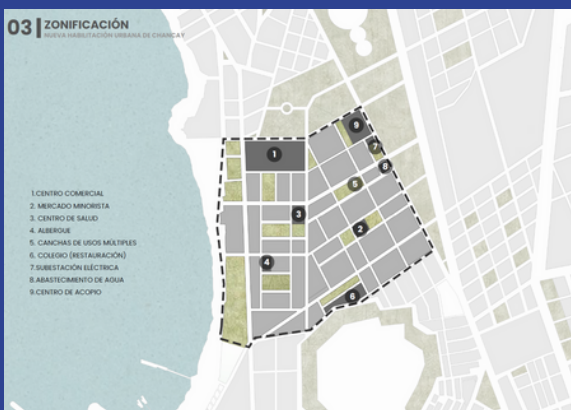 03 | ZONIFICACIÓN
NUEVA HABILITACIÓN URBANA DE CHANCAY
1.CENTRO COMERCIAL
2. MERCADO MINORISTA
3. CENTRO DE SALUD
4. ALBERGUE
5. CANCHAS DE USOS MÚLTIPLES
6. COLEGIO (RESTAURACIÓN)
7.SUBESTACIÓN ELÉCTRICA
8.ABASTECIMIENTO DE AGUA
9.CENTRO DE ACOPIO
9
7
1
8
5
3
2
4
6